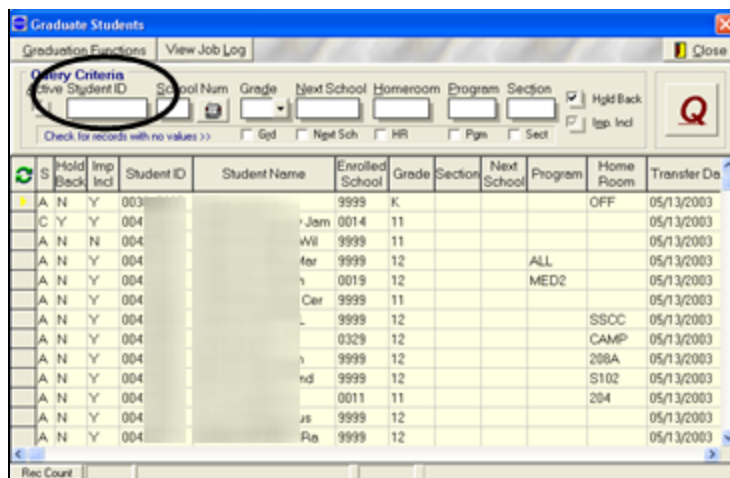 Graduate Students
Graduation Functions View Job Log Close
Query Criteria
Active Student ID School Num Grade Next School Homeroom Program Section
Hold Back
Imp. Incl
Q
Check for records with no values >> Grd Next Sch HR Pgm Sect
S Hold Back Imp Incl Student ID Student Name Enrolled School Grade Section Next School Program Home Room Transfer Da
A N Y 003 9999 K OFF 05/13/2003
C Y Y 004 Jam 0014 11 05/13/2003
A N N 004 Wil 9999 11 05/13/2003
A N Y 004 Mar 9999 12 ALL 05/13/2003
A N Y 004 0019 12 MED2 05/13/2003
A N Y 004 Cer 9999 11 05/13/2003
A N Y 004 9999 12 SSCC 05/13/2003
A N Y 004 0329 12 CAMP 05/13/2003
A N Y 004 9999 12 208A 05/13/2003
A N Y 004 nd 9999 12 S102 05/13/2003
A N Y 004 0011 11 204 05/13/2003
A N Y 004 us 9999 12 05/13/2003
A N Y 004 Ra 9999 12 05/13/2003
Rec Count